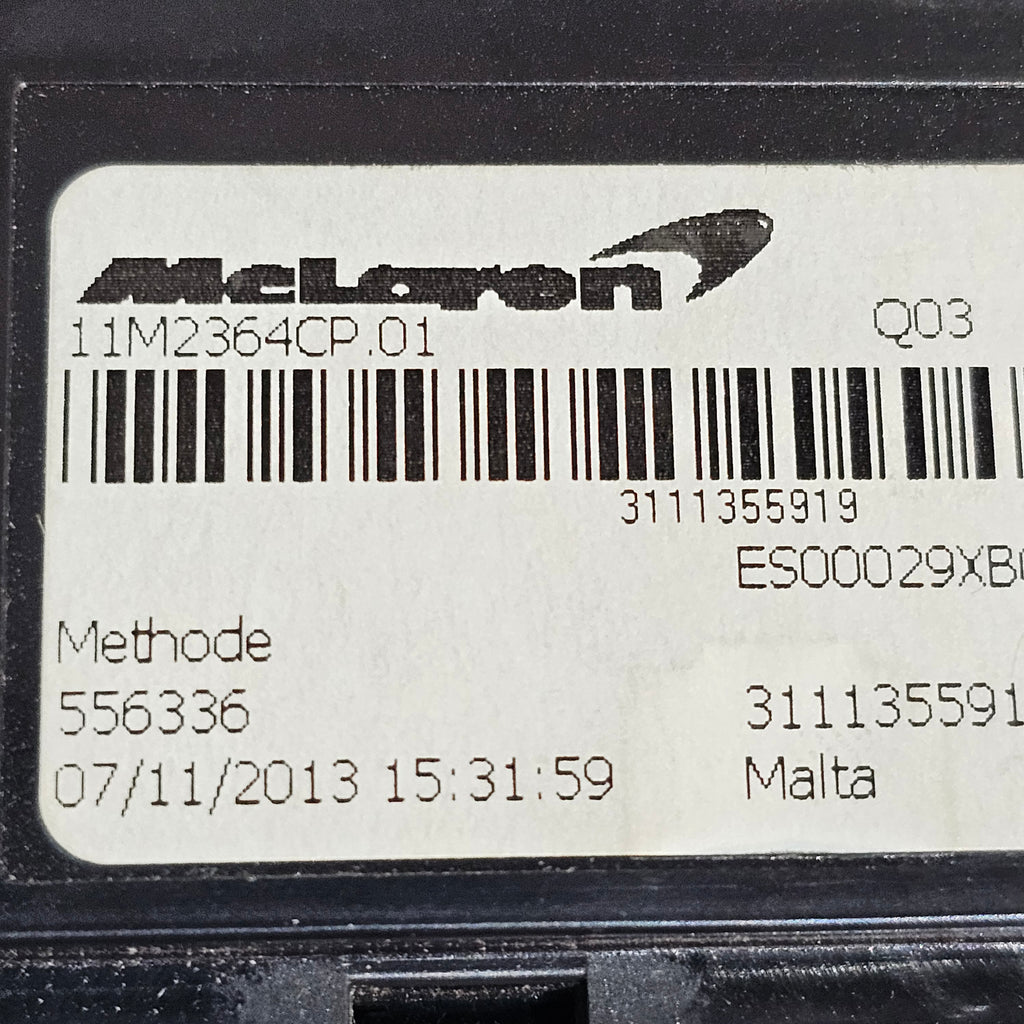 McLaren
11M2364CP.01
Q03
3111355919
ES00029XB
Methode
556336
311135591
07/11/2013 15:31:59
Malta